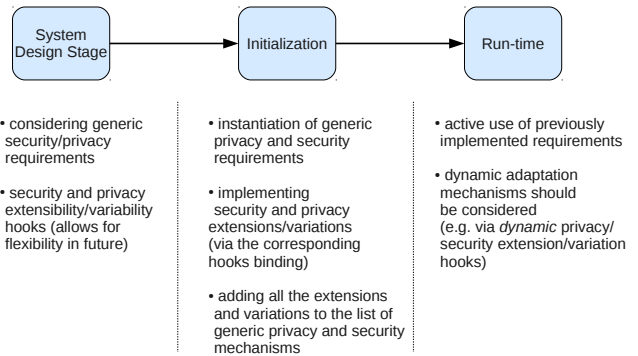 System
Design Stage
Initialization
Run-time
• considering generic
security/privacy
requirements
• security and privacy
extensibility/variability
hooks (allows for
flexibility in future)
• instantiation of generic
privacy and security
requirements
• implementing
security and privacy
extensions/variations
(via the corresponding
hooks binding)
• adding all the extensions
and variations to the list of
generic privacy and security
mechanisms
• active use of previously
implemented requirements
• dynamic adaptation
mechanisms should
be considered
(e.g. via dynamic privacy/
security extension/variation
hooks)